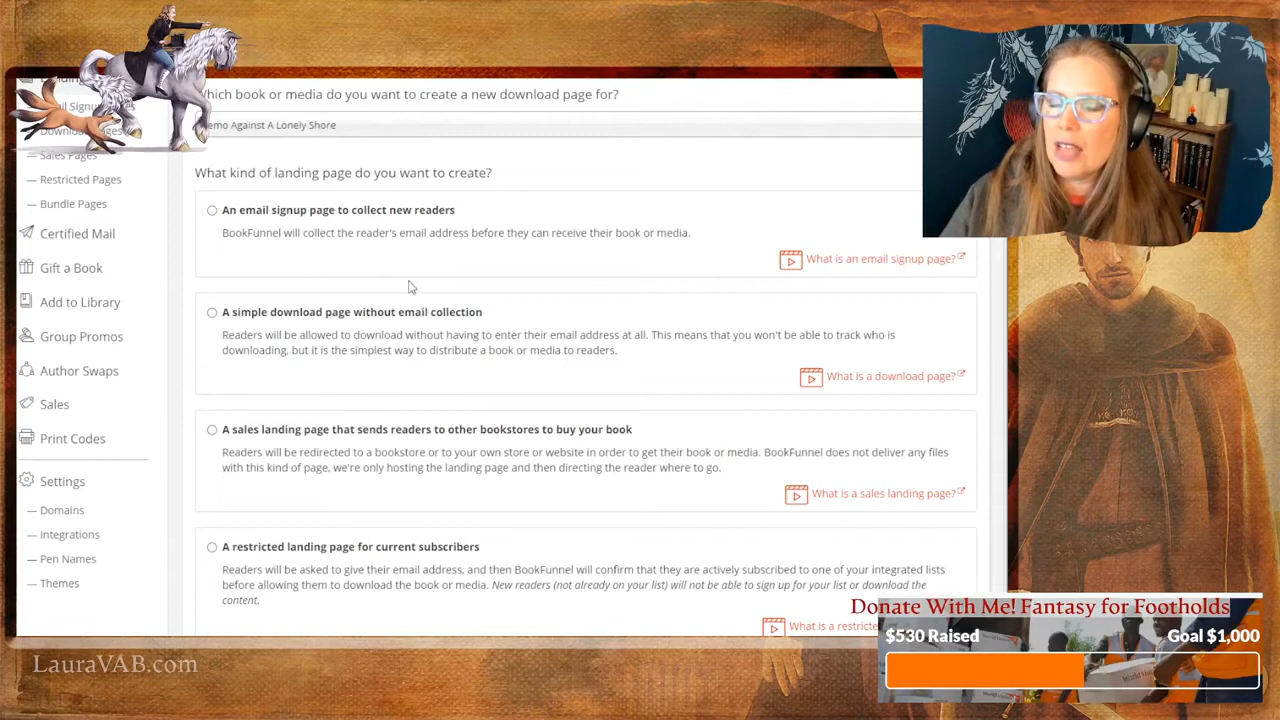 Which book or media do you want to create a new download page for?
emo Against A Lonely Shore
— Sales Pages
— Restricted Pages
— Bundle Pages
Certified Mail
Gift a Book
Add to Library
Group Promos
Author Swaps
Sales
Print Codes
Settings
— Domains
— Integrations
— Pen Names
— Themes
What kind of landing page do you want to create?
An email signup page to collect new readers
BookFunnel will collect the reader's email address before they can receive their book or media.
What is an email signup page?
A simple download page without email collection
Readers will be allowed to download without having to enter their email address at all. This means that you won't be able to track who is
downloading, but it is the simplest way to distribute a book or media to readers.
What is a download page?
A sales landing page that sends readers to other bookstores to buy your book
Readers will be redirected to a bookstore or to your own store or website in order to get their book or media. BookFunnel does not deliver any files
with this kind of page, we're only hosting the landing page and then directing the reader where to go.
What is a sales landing page?
A restricted landing page for current subscribers
Readers will be asked to give their email address, and then BookFunnel will confirm that they are actively subscribed to one of your integrated lists
before allowing them to download the book or media. New readers (not already on your list) will not be able to sign up for your list or download the
content.
What is a restricte
Donate With Me! Fantasy for Footholds
$530 Raised
Goal $1,000
LauraVAB.com